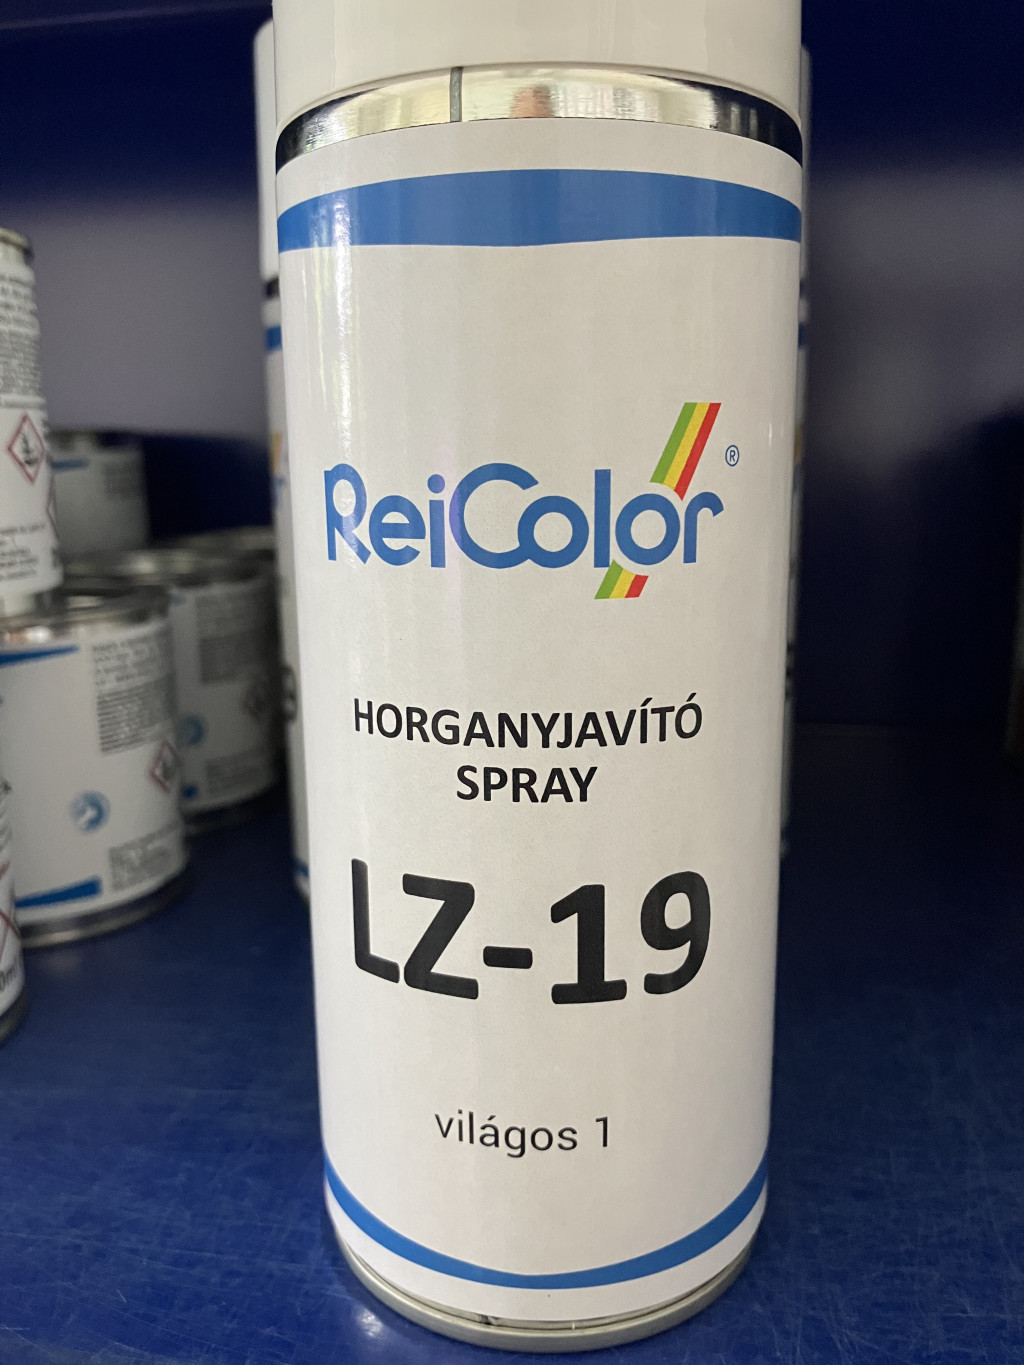 ReiColor ®
HORGANYJAVÍTÓ
SPRAY
LZ-19
világos 1